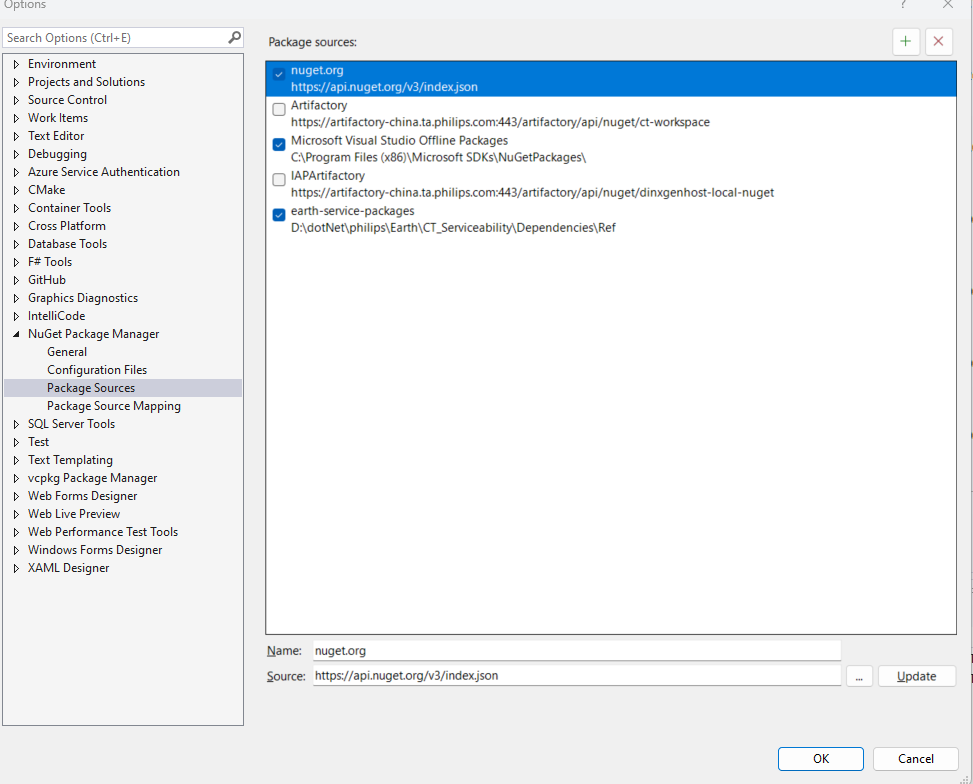 Options
?
Search Options (Ctrl+E)
Environment
Projects and Solutions
Source Control
Work Items
Text Editor
Debugging
Azure Service Authentication
CMake
Container Tools
Cross Platform
Database Tools
F# Tools
GitHub
Graphics Diagnostics
IntelliCode
NuGet Package Manager
General
Configuration Files
Package Sources
Package Source Mapping
SQL Server Tools
Test
Text Templating
vcpkg Package Manager
Web Forms Designer
Web Live Preview
Web Performance Test Tools
Windows Forms Designer
XAML Designer
Package sources:
nuget.org
https://api.nuget.org/v3/index.json
Artifactory
https://artifactory-china.ta.philips.com:443/artifactory/api/nuget/ct-workspace
Microsoft Visual Studio Offline Packages
C:\Program Files (x86)\Microsoft SDKs\NuGetPackages\
IAPArtifactory
https://artifactory-china.ta.philips.com:443/artifactory/api/nuget/dinxgenhost-local-nuget
earth-service-packages
D:\dotNet\philips\Earth\CT_Serviceability\Dependencies\Ref
Name: nuget.org
Source: https://api.nuget.org/v3/index.json ... Update
OK Cancel